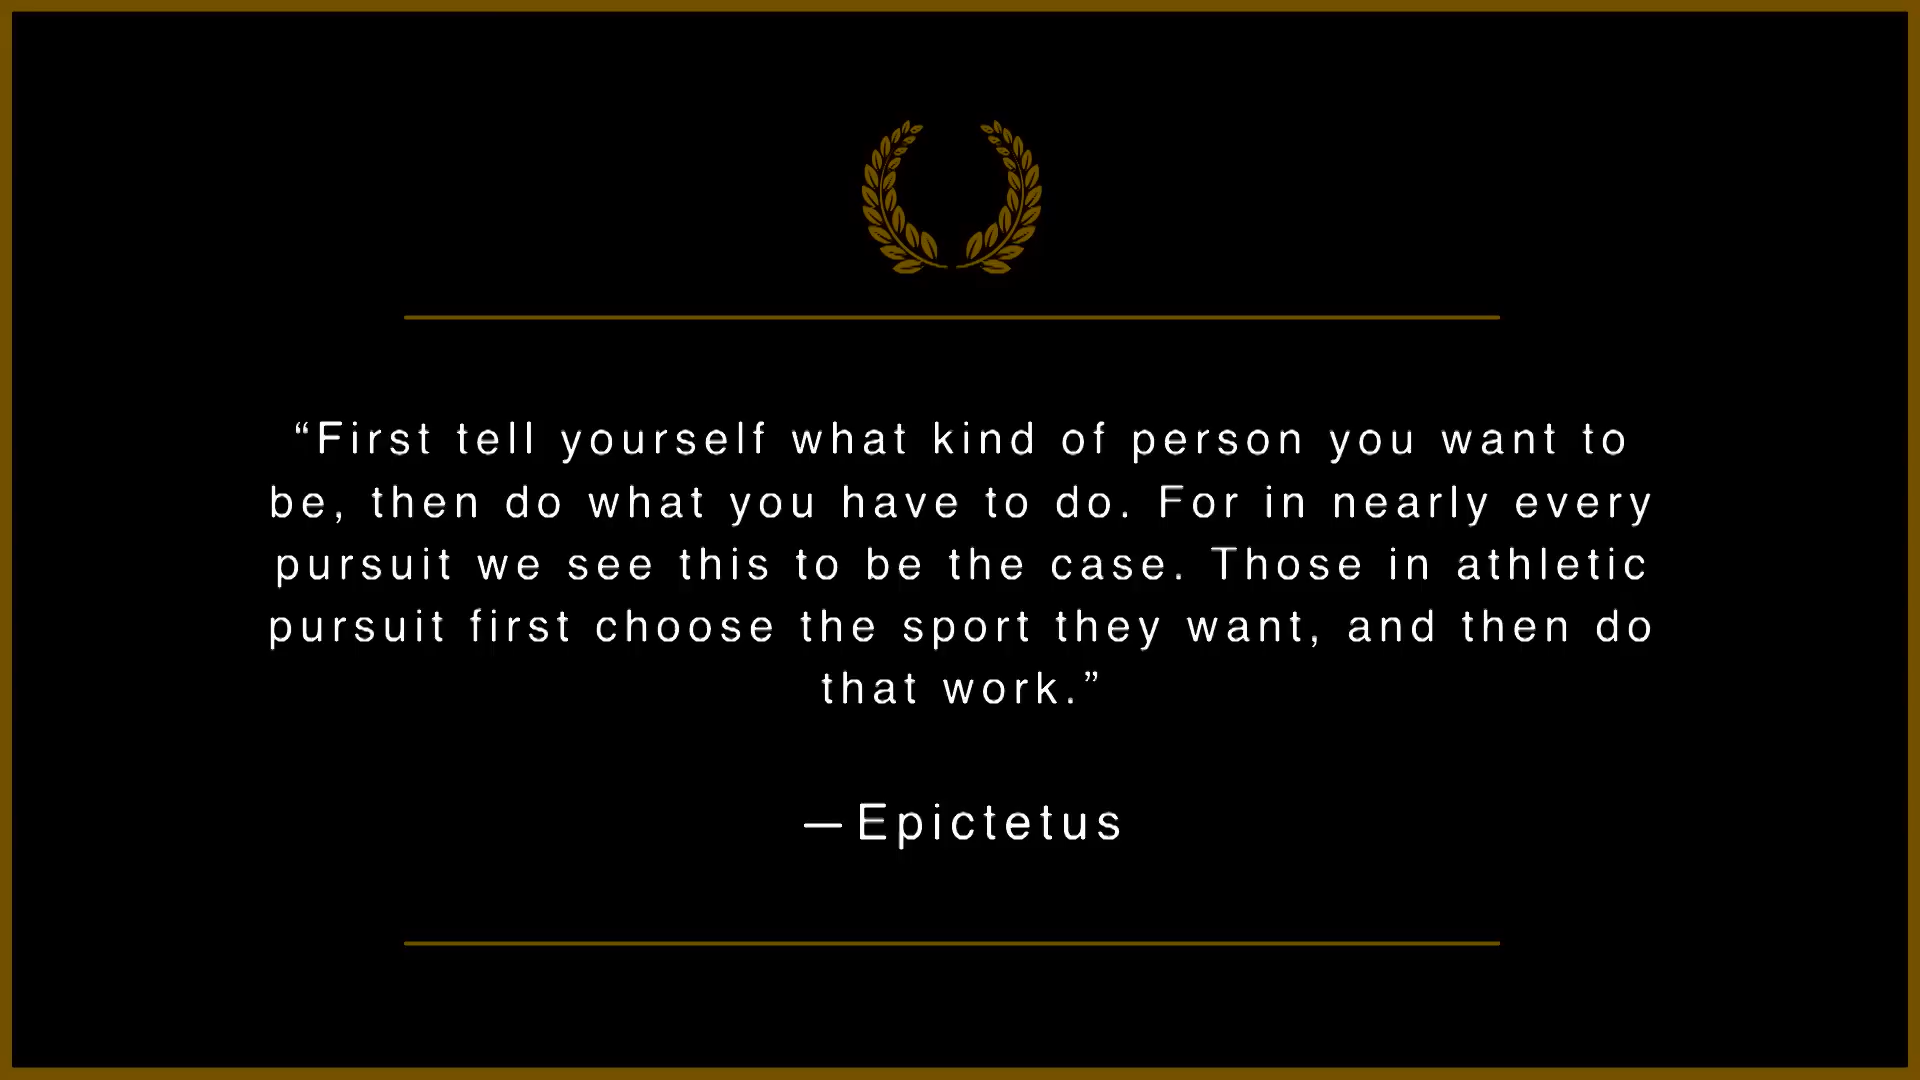 “First tell yourself what kind of person you want to
be, then do what you have to do. For in nearly every
pursuit we see this to be the case. Those in athletic
pursuit first choose the sport they want, and then do
that work.”
— Epictetus